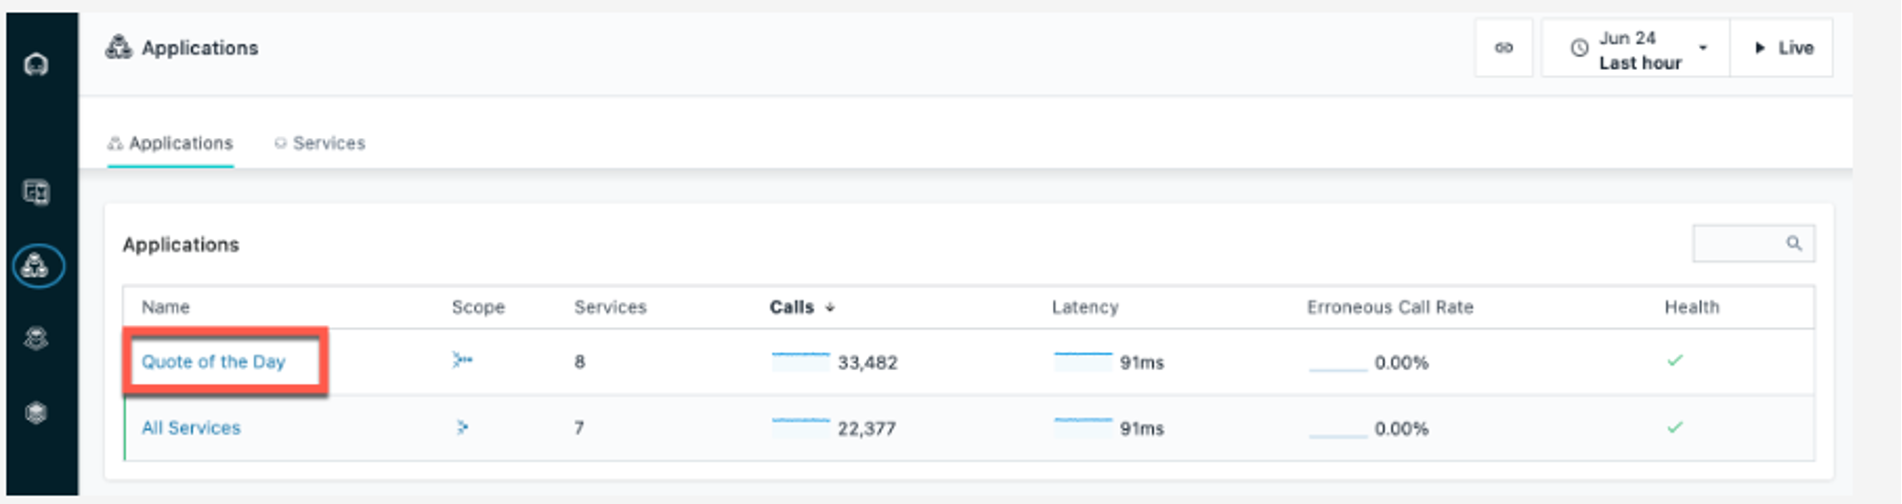 Applications
Jun 24
Last hour
Live
Applications Services
Applications
Name Scope Services Calls Latency Erroneous Call Rate Health
Quote of the Day 8 33,482 91ms 0.00%
All Services 7 22,377 91ms 0.00%